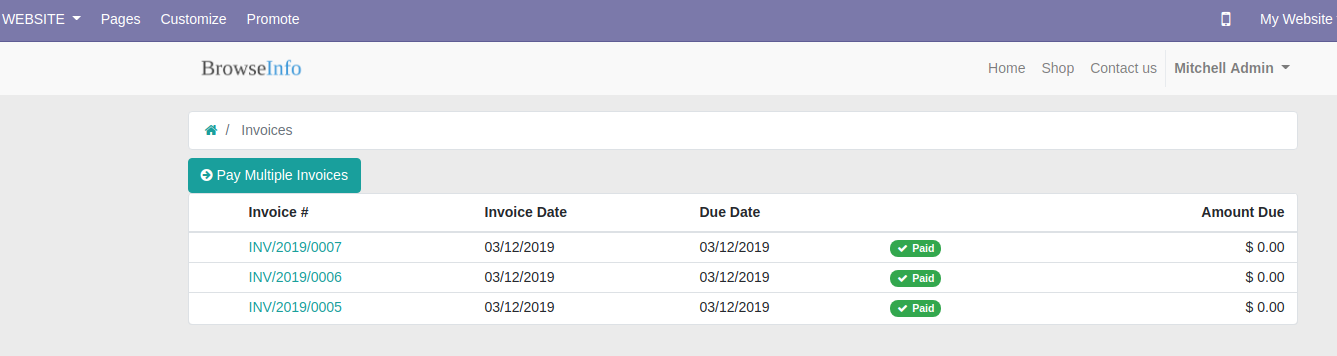 WEBSITE Pages Customize Promote My Website
BrowseInfo Home Shop Contact us Mitchell Admin
/ Invoices
Pay Multiple Invoices
Invoice # Invoice Date Due Date Amount Due
INV/2019/0007 03/12/2019 03/12/2019 Paid $ 0.00
INV/2019/0006 03/12/2019 03/12/2019 Paid $ 0.00
INV/2019/0005 03/12/2019 03/12/2019 Paid $ 0.00